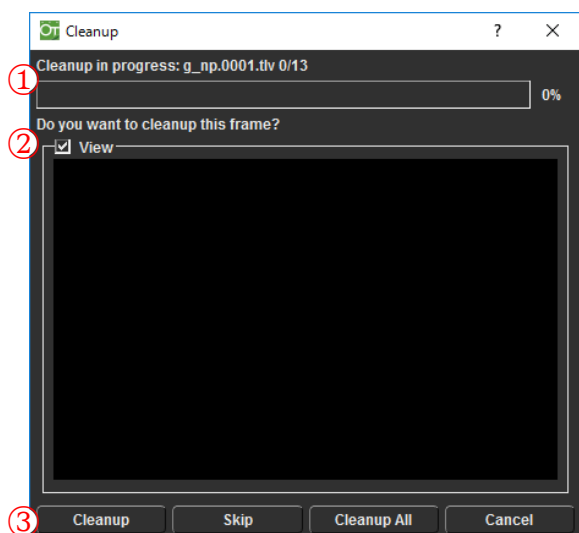 OT Cleanup ? ×
① Cleanup in progress: g_np.0001.tlv 0/13
0%
Do you want to cleanup this frame?
② View
③ Cleanup Skip Cleanup All Cancel